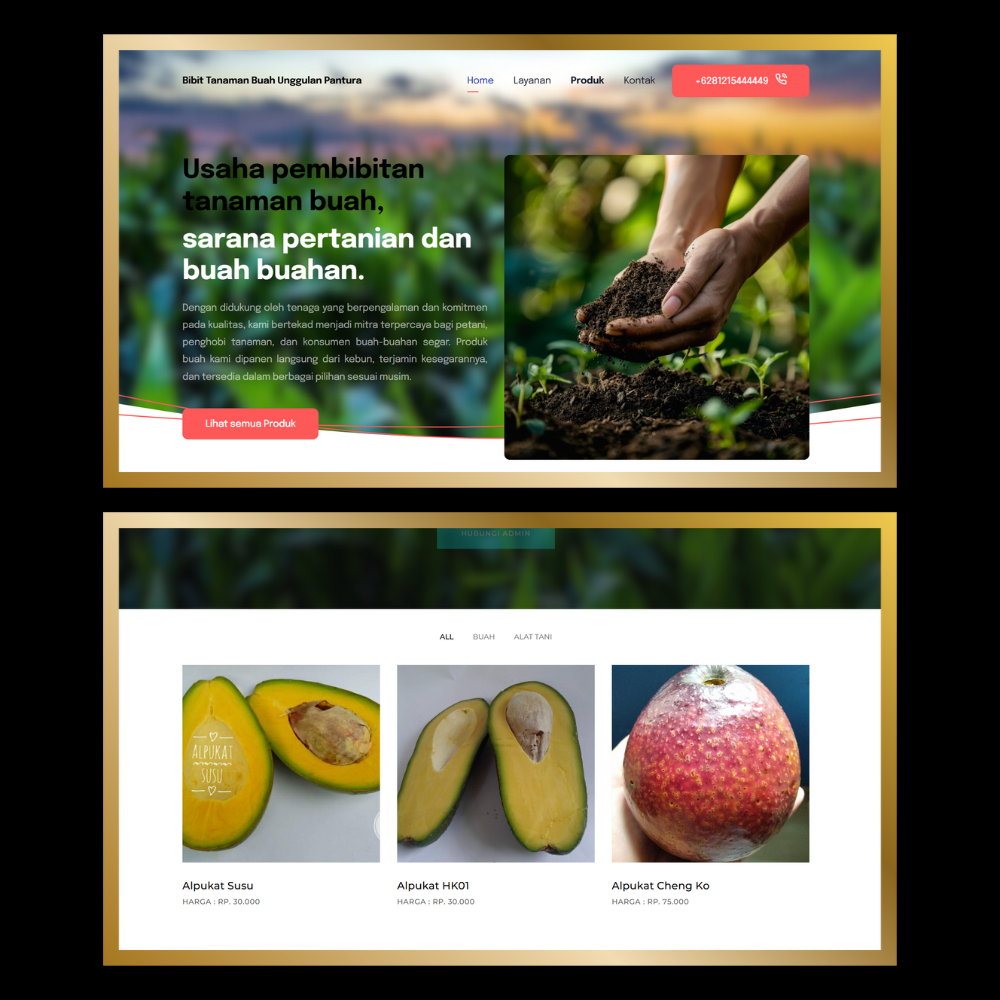 Bibit Tanaman Buah Unggulan Pantura
Home Layanan Produk Kontak +6281215444449
Usaha pembibitan
tanaman buah,
sarana pertanian dan
buah buahan.
Dengan didukung oleh tenaga yang berpengalaman dan komitmen
pada kualitas, kami bertekad menjadi mitra terpercaya bagi petani,
penghobi tanaman, dan konsumen buah-buahan segar. Produk
buah kami dipanen langsung dari kebun, terjamin kesegarannya,
dan tersedia dalam berbagai pilihan sesuai musim.
Lihat semua Produk
HUBUNGI ADMIN
ALL BUAH ALAT TANI
ALPUKAT
SUSU
Alpukat Susu Alpukat HK01 Alpukat Cheng Ko
HARGA : RP. 30.000 HARGA : RP. 30.000 HARGA : RP. 75.000